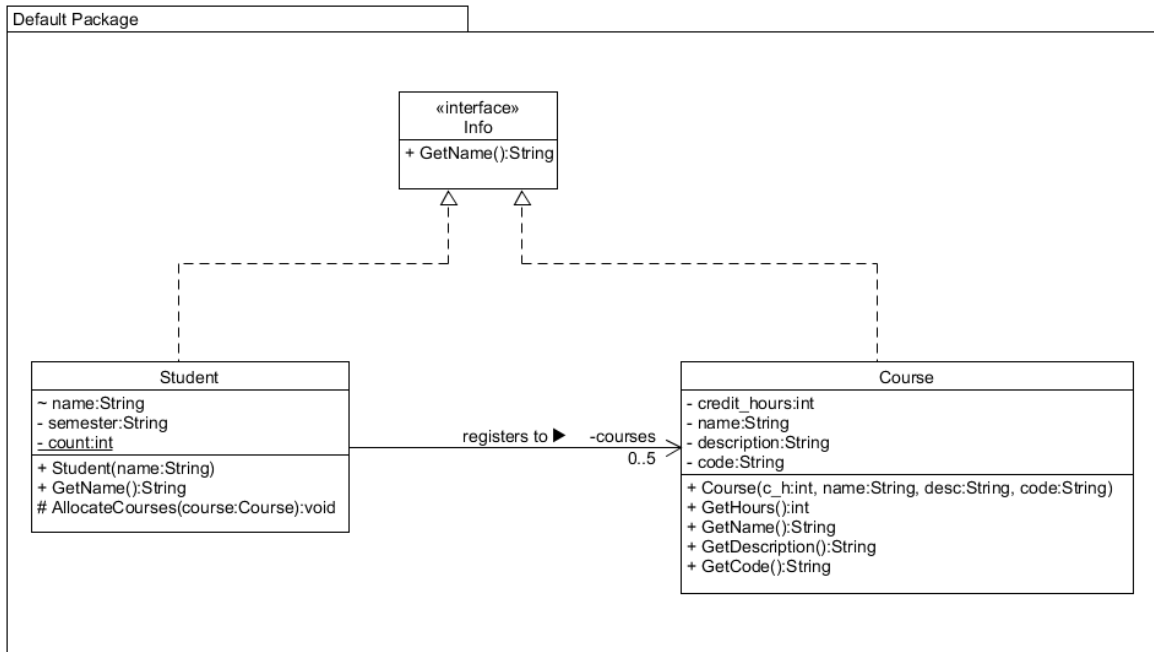 Default Package
«interface»
Info
+ GetName():String
Student
~ name:String
- semester:String
- count:int
+ Student(name:String)
+ GetName():String
# AllocateCourses(course:Course):void
registers to ▶ -courses
0..5
Course
- credit_hours:int
- name:String
- description:String
- code:String
+ Course(c_h:int, name:String, desc:String, code:String)
+ GetHours():int
+ GetName():String
+ GetDescription():String
+ GetCode():String